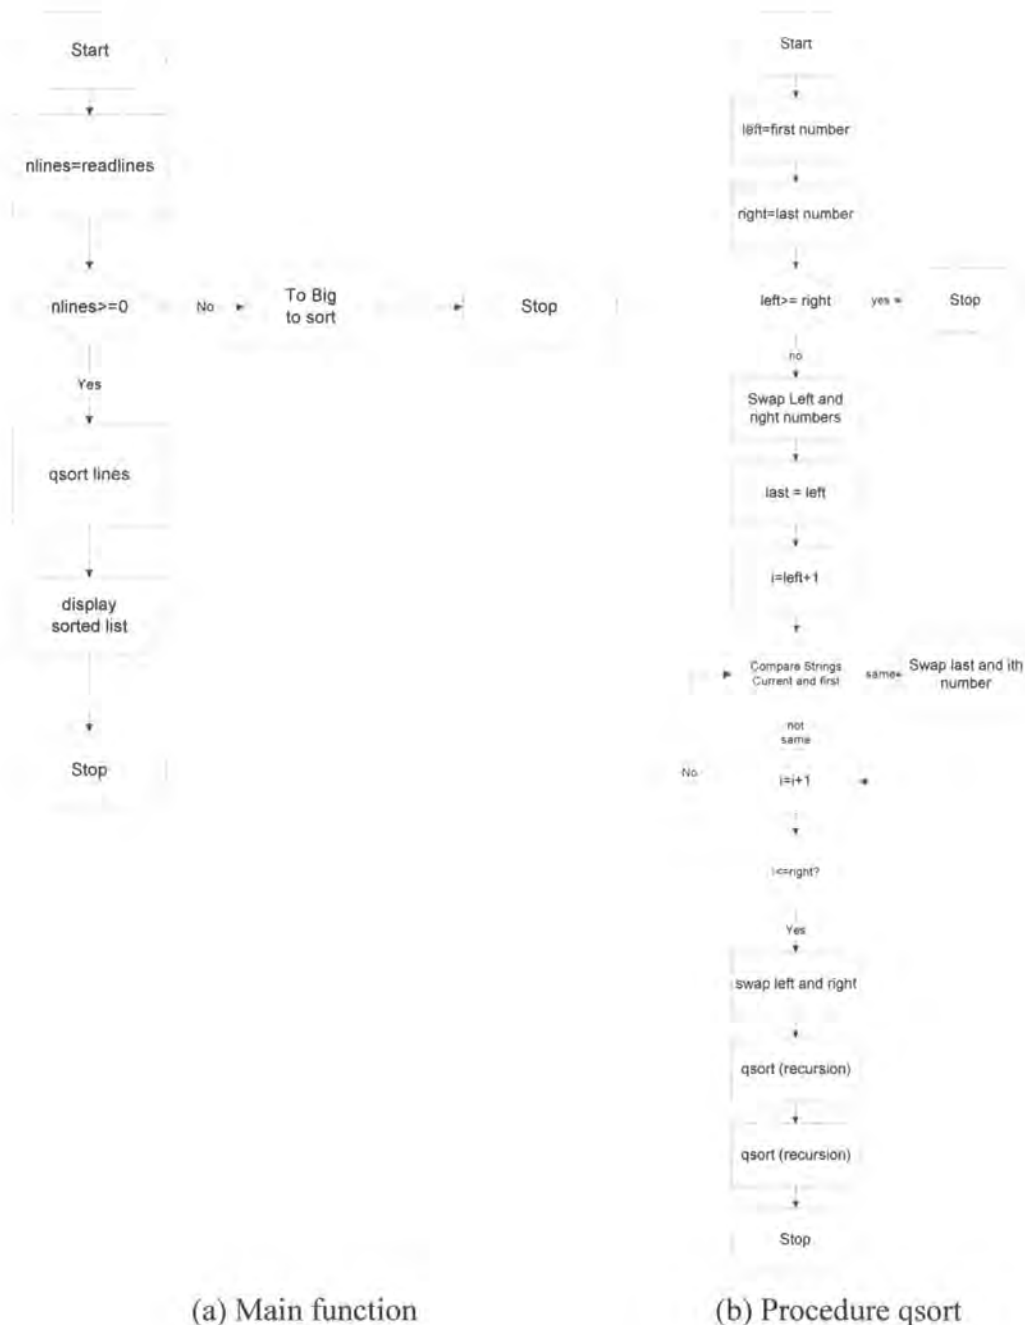 Start
nlines=readlines
nlines>=0
No
To Big
to sort
Stop
Yes
qsort lines
display
sorted list
Stop
(a) Main function
Start
left=first number
right=last number
left>= right
yes
Stop
no
Swap Left and
right numbers
last = left
i=left+1
Compare Strings
Current and first
same
Swap last and ith
number
not
same
No
i=i+1
i<=right?
Yes
swap left and right
qsort (recursion)
qsort (recursion)
Stop
(b) Procedure qsort